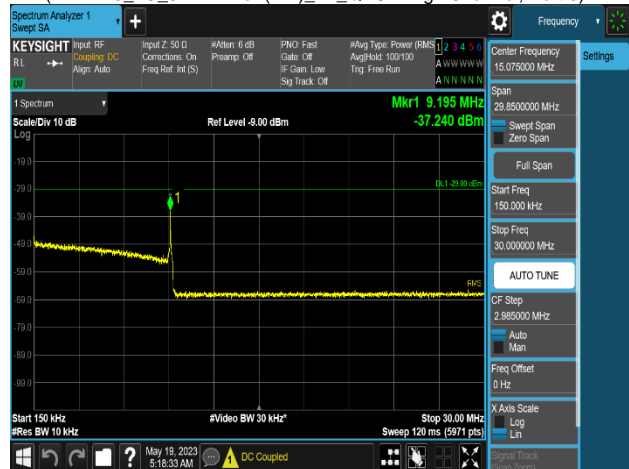 Spectrum Analyzer 1
Swept SA
+
Frequency
KEYSIGHT
RL
LXI
Input: RF
Coupling: DC
Align: Auto
Input Z: 50 Ω
Corrections: On
Freq Ref: Int (S)
#Atten: 6 dB
Preamp: Off
PNO: Fast
Gate: Off
IF Gain: Low
Sig Track: Off
#Avg Type: Power (RMS
Avg|Hold: 100/100
Trig: Free Run
1 2 3 4 5 6
A W W W W W
A N N N N N
1 Spectrum
Scale/Div 10 dB
Log
Ref Level -9.00 dBm
Mkr1 9.195 MHz
-37.240 dBm
-19.0
-29.0
-39.0
-49.0
-59.0
-69.0
-79.0
-89.0
-99.0
DL1 -29.00 dBm
1
RMS
Start 150 kHz
#Res BW 10 kHz
#Video BW 30 kHz*
Stop 30.00 MHz
Sweep 120 ms (5971 pts)
Center Frequency
15.075000 MHz
Settings
Span
29.8500000 MHz
Swept Span
Zero Span
Full Span
Start Freq
150.000 kHz
Stop Freq
30.000000 MHz
AUTO TUNE
CF Step
2.985000 MHz
Auto
Man
Freq Offset
0 Hz
X Axis Scale
Log
Lin
Signal Track
(Span Zoom)
?
May 19, 2023
5:18:33 AM
DC Coupled